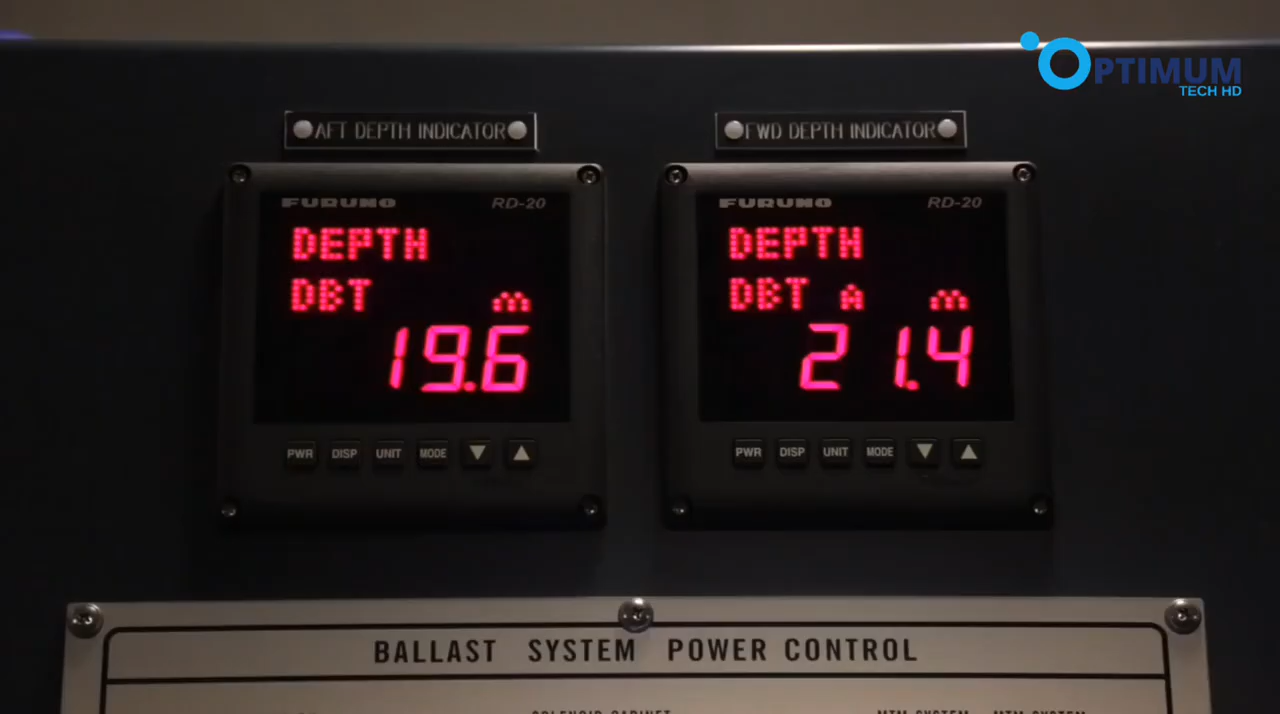 OPTIMUM
TECH HD
AFT DEPTH INDICATOR
FWD DEPTH INDICATOR
FURUNO RD-20
DEPTH
DBT m
19.6
PWR DISP UNIT MODE ▼ ▲
FURUNO RD-20
DEPTH
DBT A m
21.4
PWR DISP UNIT MODE ▼ ▲
BALLAST SYSTEM POWER CONTROL